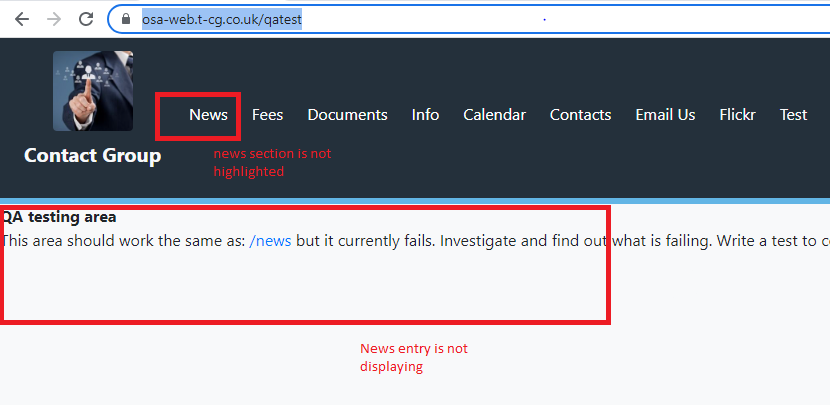 osa-web.t-cg.co.uk/qatest
News Fees Documents Info Calendar Contacts Email Us Flickr Test
Contact Group
news section is not
highlighted
QA testing area
This area should work the same as: /news but it currently fails. Investigate and find out what is failing. Write a test to
News entry is not
displaying